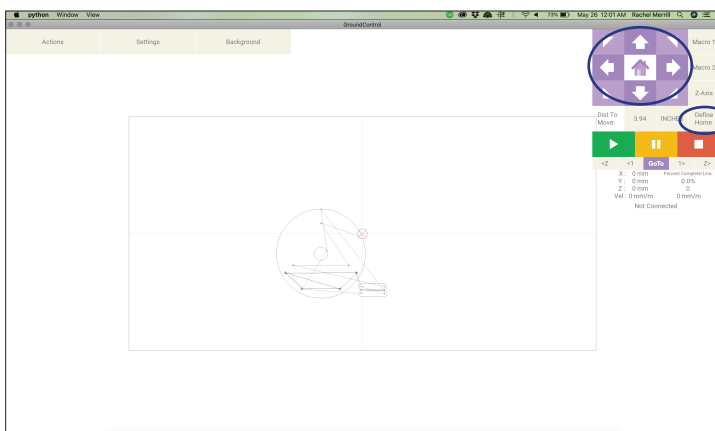 python Window View
73% May 26 12:01 AM Rachel Merrill
GroundControl
Actions Settings Background
Macro 1
Macro 2
Z-Axis
Dist To Move: 3.94 INCHES Define Home
<Z <1 GoTo 1> Z>
X : 0 mm Percent Complete/Line:
Y : 0 mm 0.0%
Z : 0 mm 0
Vel : 0 mm/m 0 mm/m
Not Connected